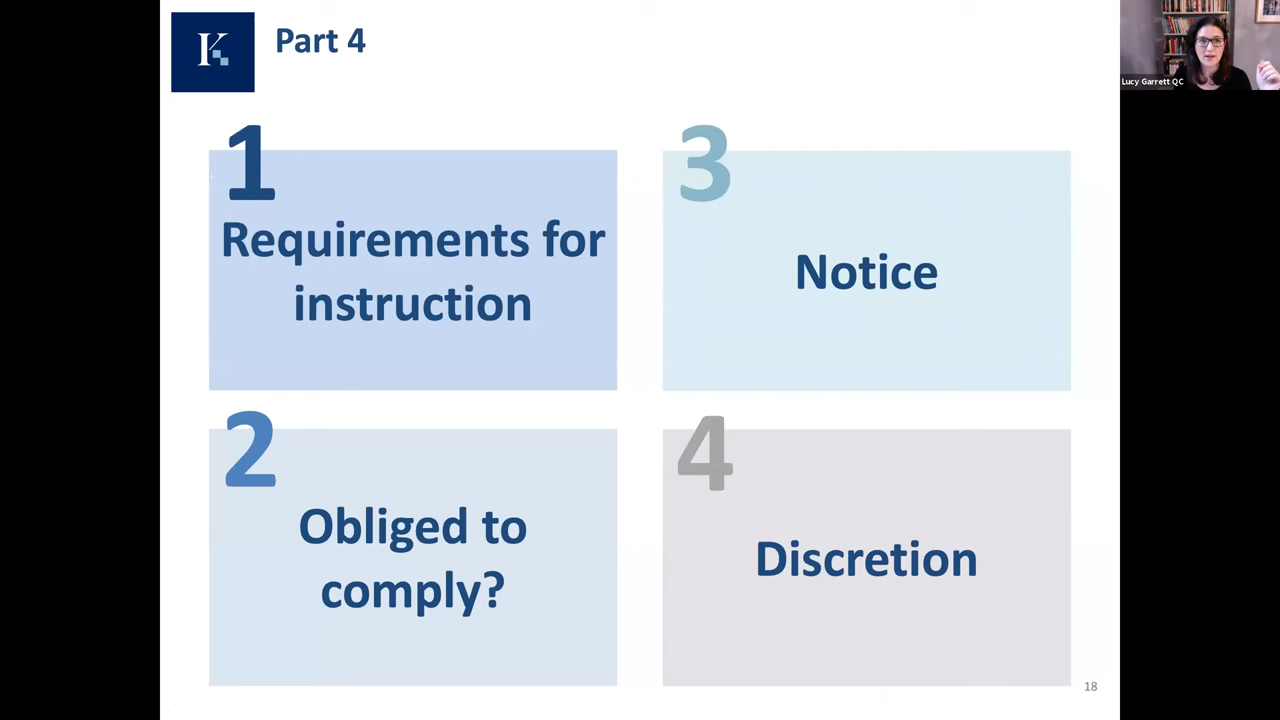 K
Part 4
Lucy Garrett QC
1
Requirements for
instruction
2
Obliged to
comply?
3
Notice
4
Discretion
18